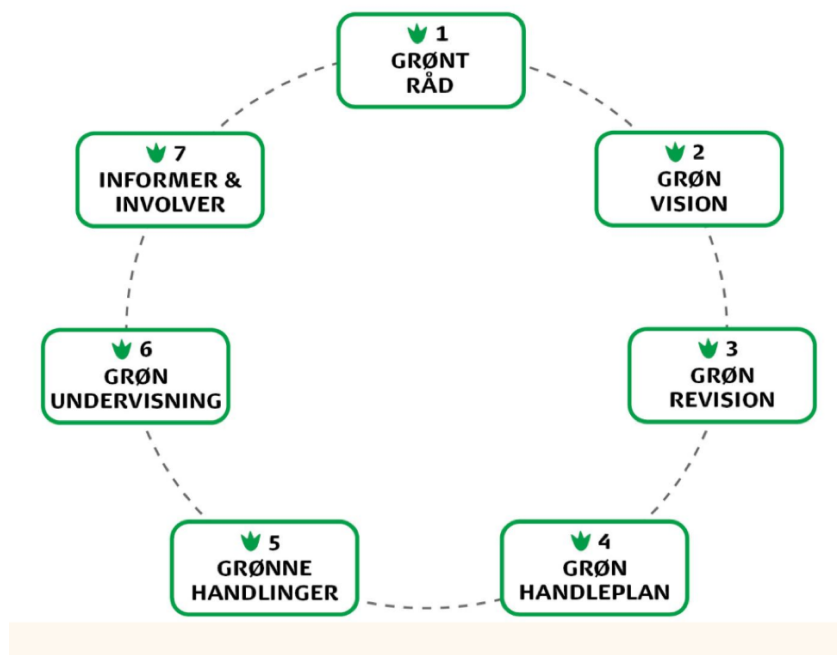 1
GRØNT
RÅD
2
GRØN
VISION
3
GRØN
REVISION
4
GRØN
HANDLEPLAN
5
GRØNNE
HANDLINGER
6
GRØN
UNDERVISNING
7
INFORMER &
INVOLVER